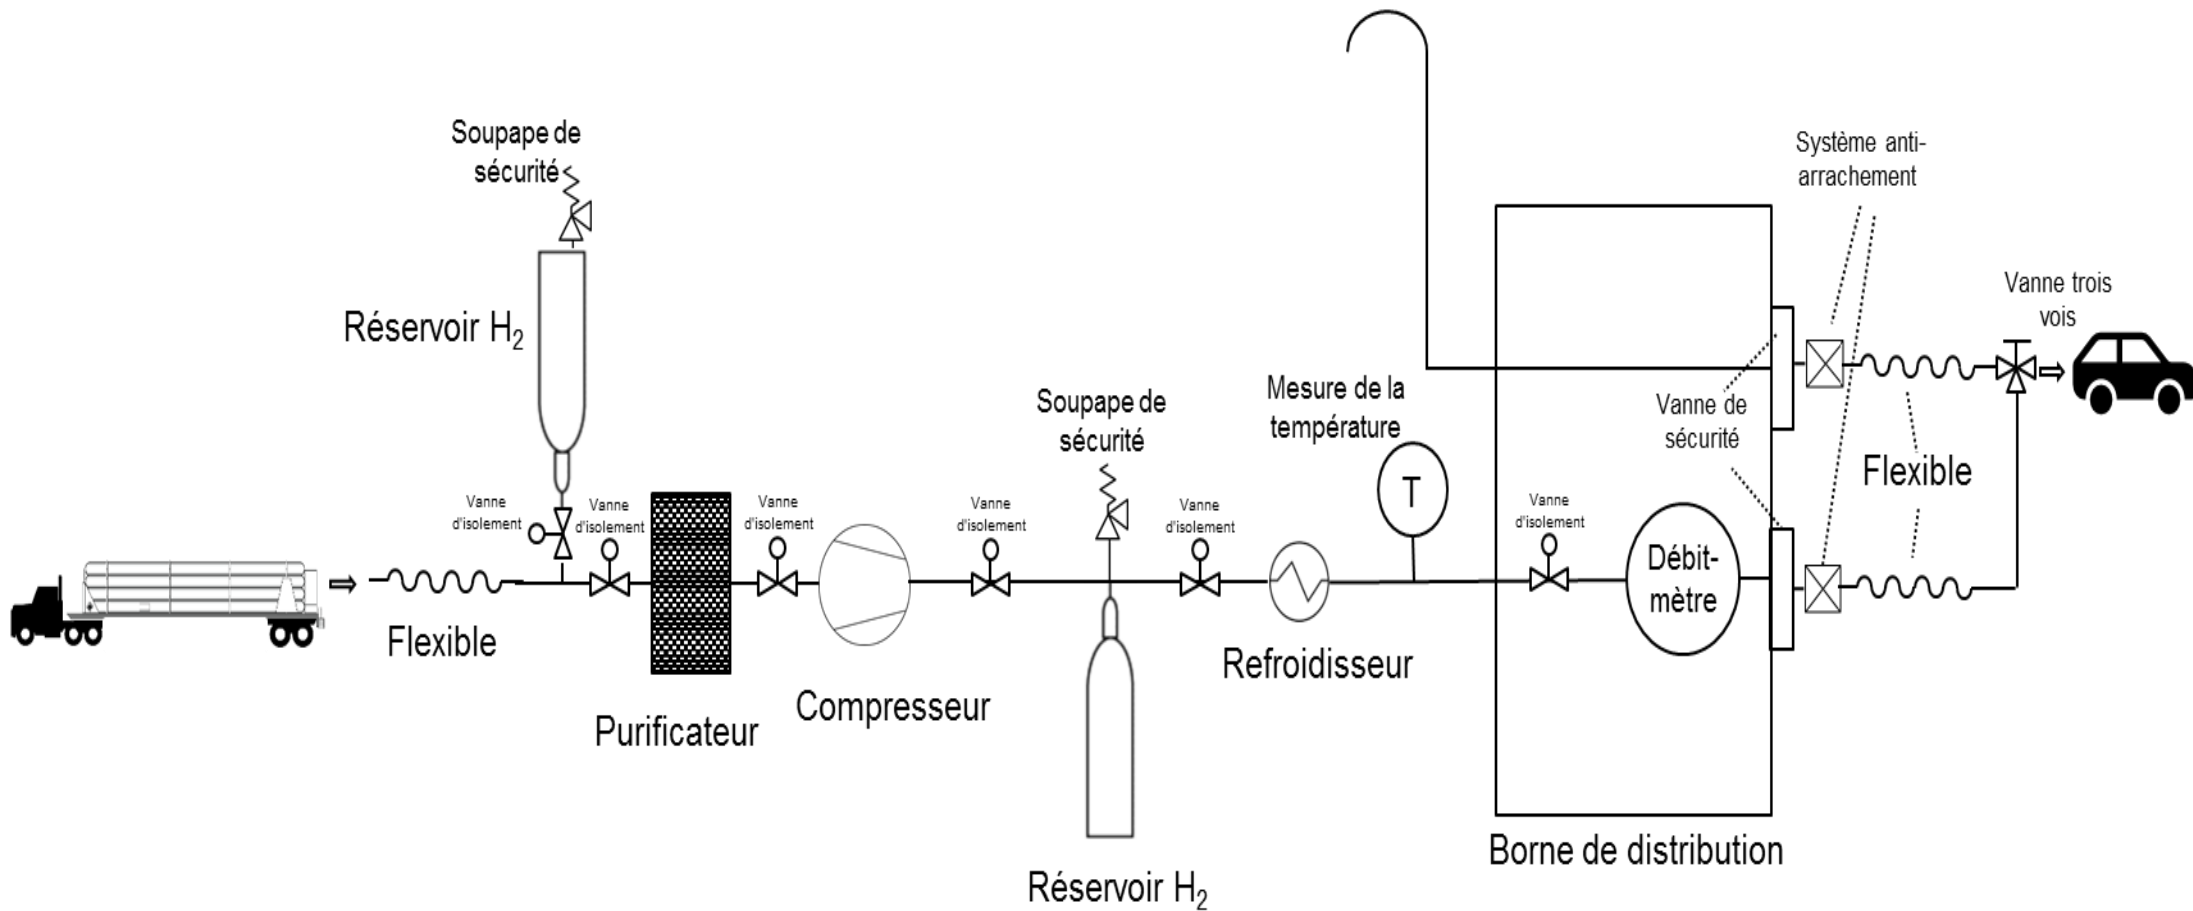 Soupape de
sécurité
Réservoir H₂
Vanne
d'isolement
Vanne
d'isolement
Flexible
Purificateur
Vanne
d'isolement
Compresseur
Vanne
d'isolement
Soupape de
sécurité
Réservoir H₂
Vanne
d'isolement
Refroidisseur
Mesure de la
température
T
Vanne
d'isolement
Débit-
mètre
Borne de distribution
Vanne de
sécurité
Système anti-
arrachement
Flexible
Vanne trois
vois